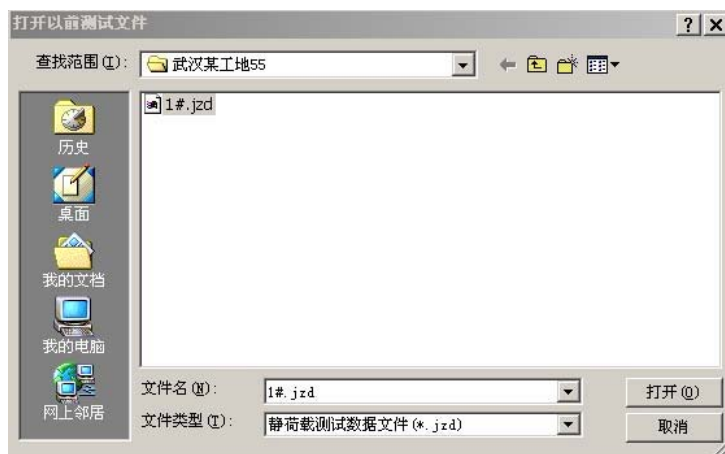 打开以前测试文件
查找范围(I):
武汉某工地55
1#.jzd
历史
桌面
我的文档
我的电脑
网上邻居
文件名(N):
1#.jzd
打开(O)
文件类型(T):
静荷载测试数据文件(*.jzd)
取消